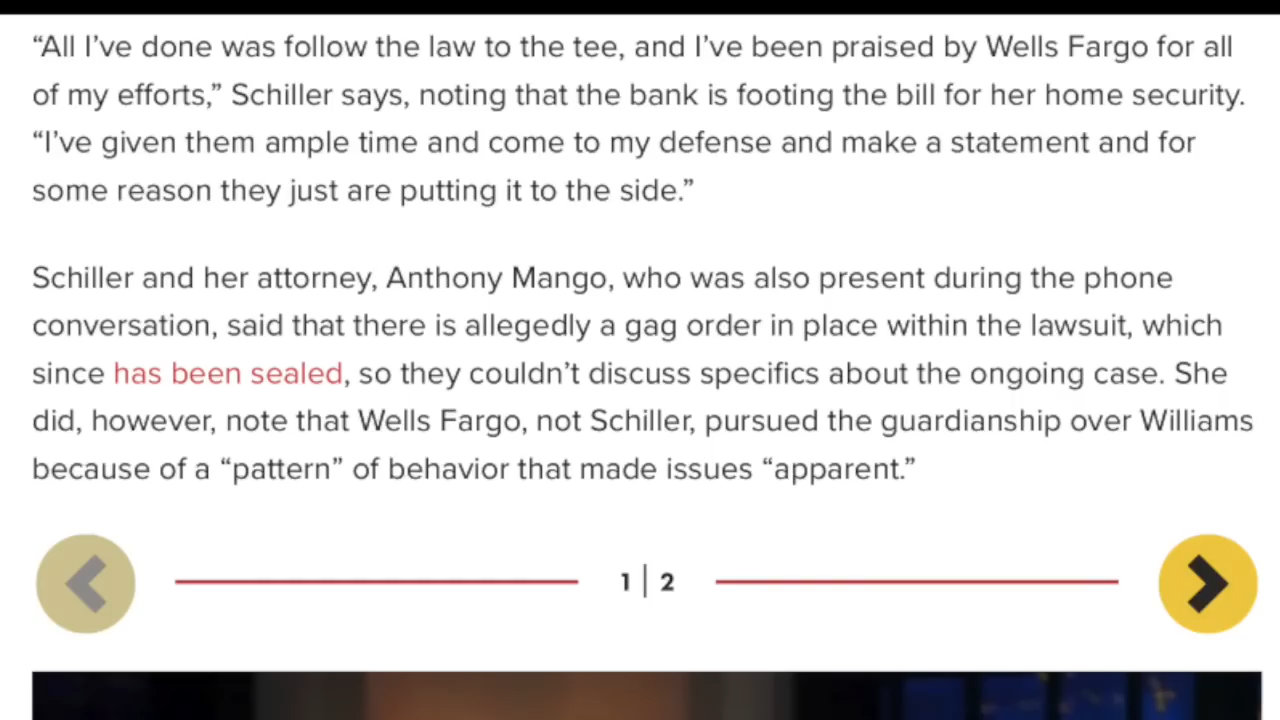 “All I’ve done was follow the law to the tee, and I’ve been praised by Wells Fargo for all
of my efforts,” Schiller says, noting that the bank is footing the bill for her home security.
“I’ve given them ample time and come to my defense and make a statement and for
some reason they just are putting it to the side.”
Schiller and her attorney, Anthony Mango, who was also present during the phone
conversation, said that there is allegedly a gag order in place within the lawsuit, which
since has been sealed, so they couldn’t discuss specifics about the ongoing case. She
did, however, note that Wells Fargo, not Schiller, pursued the guardianship over Williams
because of a “pattern” of behavior that made issues “apparent.”
1 | 2